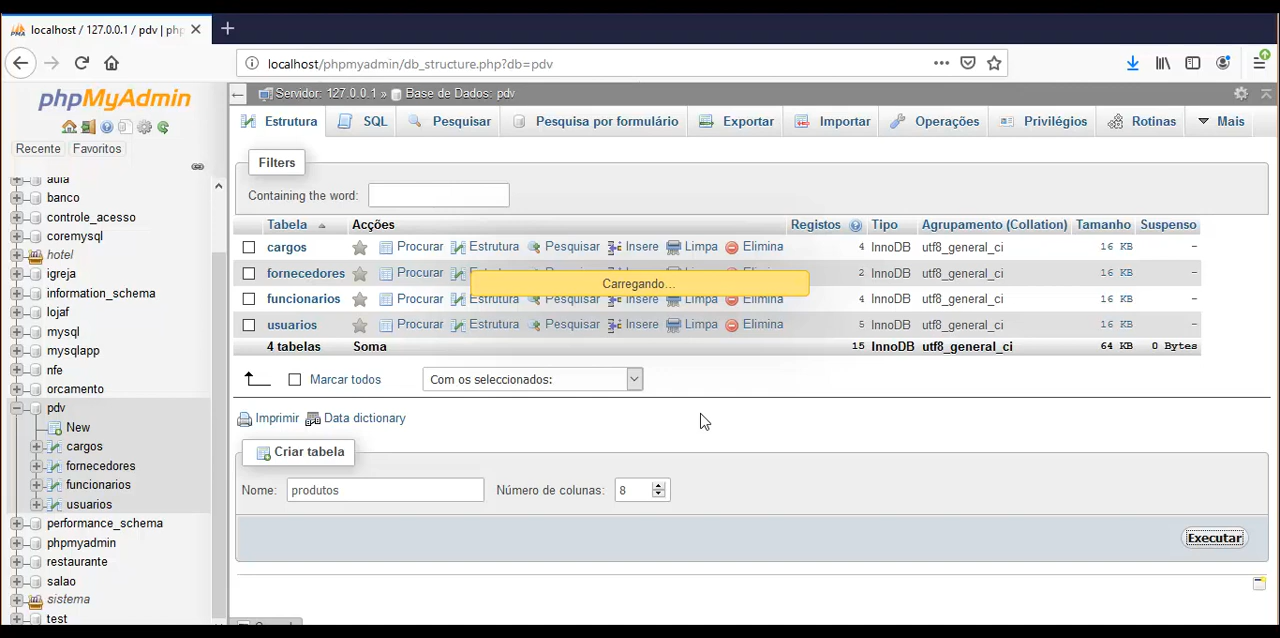 localhost / 127.0.0.1 / pdv | php
localhost/phpmyadmin/db_structure.php?db=pdv
phpMyAdmin
Recente Favoritos
aula
banco
controle_acesso
coremysql
hotel
igreja
information_schema
lojaf
mysql
mysqlapp
nfe
orcamento
pdv
New
cargos
fornecedores
funcionarios
usuarios
performance_schema
phpmyadmin
restaurante
salao
sistema
test
Servidor: 127.0.0.1 » Base de Dados: pdv
Estrutura SQL Pesquisar Pesquisa por formulário Exportar Importar Operações Privilégios Rotinas Mais
Filters
Containing the word:
Tabela Acções Registos Tipo Agrupamento (Collation) Tamanho Suspenso
cargos Procurar Estrutura Pesquisar Insere Limpa Elimina 4 InnoDB utf8_general_ci 16 KB -
fornecedores Procurar 2 InnoDB utf8_general_ci 16 KB -
Carregando...
funcionarios Procurar Estrutura Pesquisar Insere Limpa Elimina 4 InnoDB utf8_general_ci 16 KB -
usuarios Procurar Estrutura Pesquisar Insere Limpa Elimina 5 InnoDB utf8_general_ci 16 KB -
4 tabelas Soma 15 InnoDB utf8_general_ci 64 KB 0 Bytes
Marcar todos Com os seleccionados:
Imprimir Data dictionary
Criar tabela
Nome: produtos Número de colunas: 8
Executar